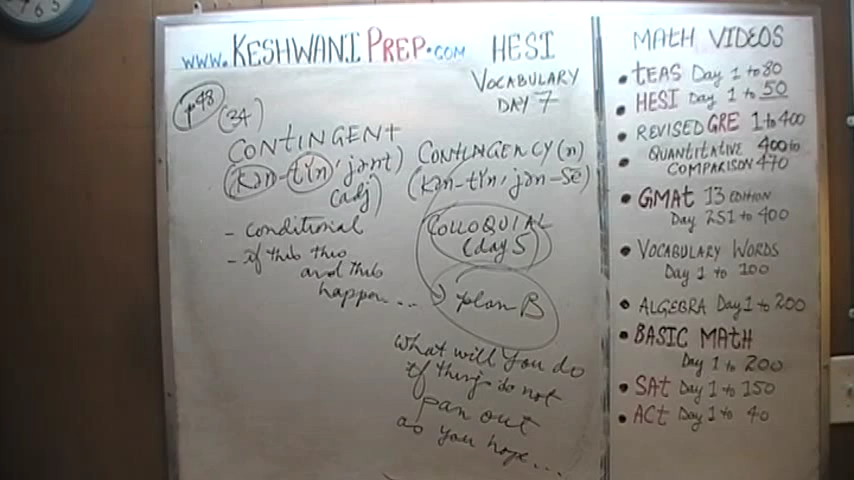 www.KESHWANIPREP.com
HESI
VOCABULARY
DAY 7
p48
(34)
CONTINGENT
(kən-tin'jənt)
(adj)
- conditional
- if this this
and this
happen....
CONTINGENCY (n)
(kən-tin'jən-sē)
COLLOQUIAL
(day 5)
plan B
What will you do
if things do not
pan out
as you hope....
MATH VIDEOS
• tEAS Day 1 to 80
• HESI Day 1 to 50
• REVISED GRE 1 to 400
• QUANTITATIVE 400 to
COMPARISON 470
• GMAt 13 EDITION
Day 251 to 400
• VOCABULARY WORDS
Day 1 to 100
• ALGEBRA Day 1 to 200
• BASIC MAtH
Day 1 to 200
• SAt Day 1 to 150
• ACt Day 1 to 40